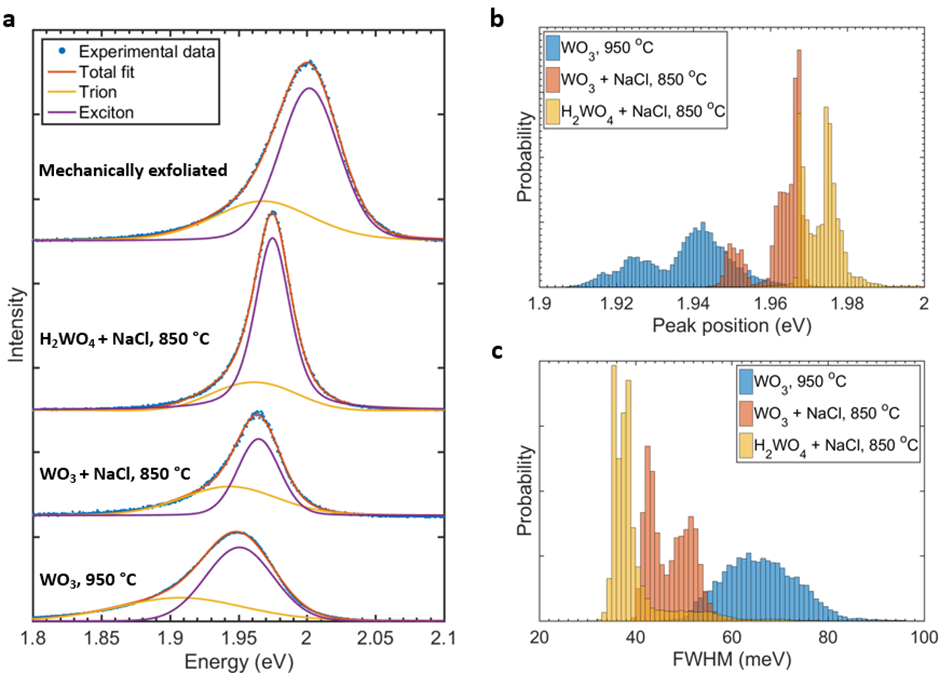 a
Experimental data
Total fit
Trion
Exciton
Mechanically exfoliated
H₂WO₄ + NaCl, 850 °C
WO₃ + NaCl, 850 °C
WO₃, 950 °C
Intensity
1.8 1.85 1.9 1.95 2 2.05 2.1
Energy (eV)
b
WO₃, 950 °C
WO₃ + NaCl, 850 °C
H₂WO₄ + NaCl, 850 °C
Probability
1.9 1.92 1.94 1.96 1.98 2
Peak position (eV)
c
WO₃, 950 °C
WO₃ + NaCl, 850 °C
H₂WO₄ + NaCl, 850 °C
Probability
20 40 60 80 100
FWHM (meV)